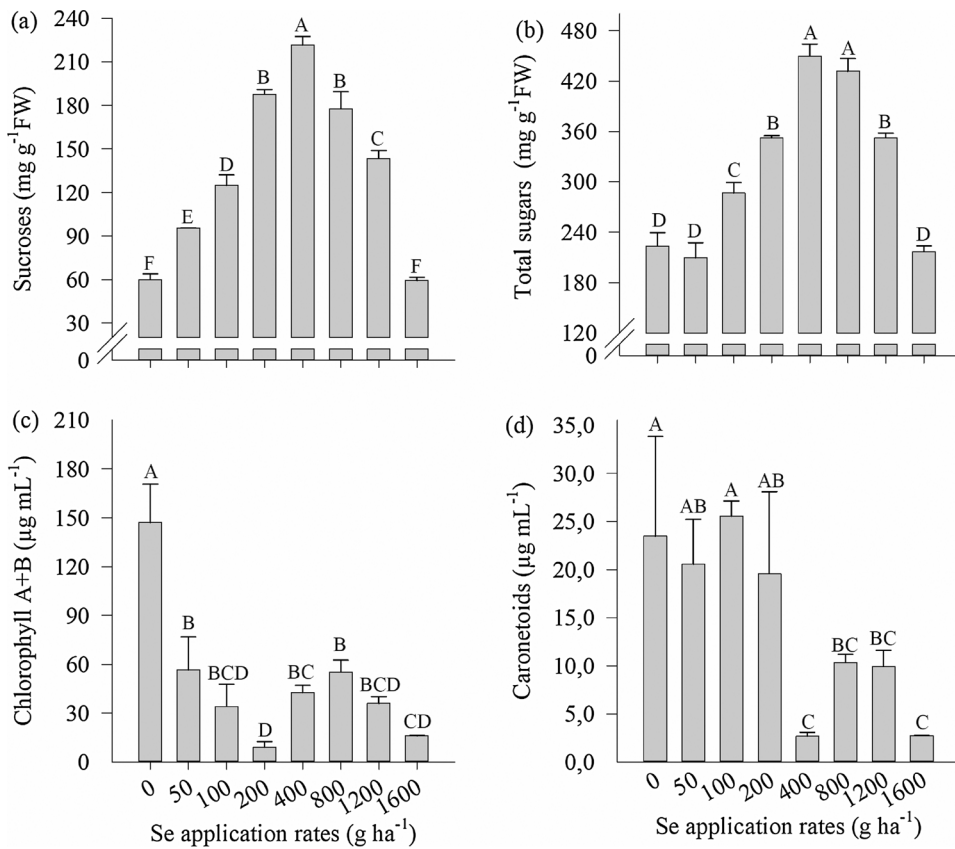 (a)
Sucroses (mg g-1FW)
240
210
180
150
120
90
60
30
0
F
E
D
B
A
B
C
F
(b)
Total sugars (mg g-1FW)
480
420
360
300
240
180
120
0
D
D
C
B
A
A
B
D
(c)
Chlorophyll A+B (µg mL-1)
210
180
150
120
90
60
30
0
A
B
BCD
D
BC
B
BCD
CD
0
50
100
200
400
800
1200
1600
Se application rates (g ha-1)
(d)
Caronetoids (µg mL-1)
35,0
30,0
25,0
20,0
15,0
10,0
5,0
0,0
A
AB
A
AB
C
BC
BC
C
0
50
100
200
400
800
1200
1600
Se application rates (g ha-1)